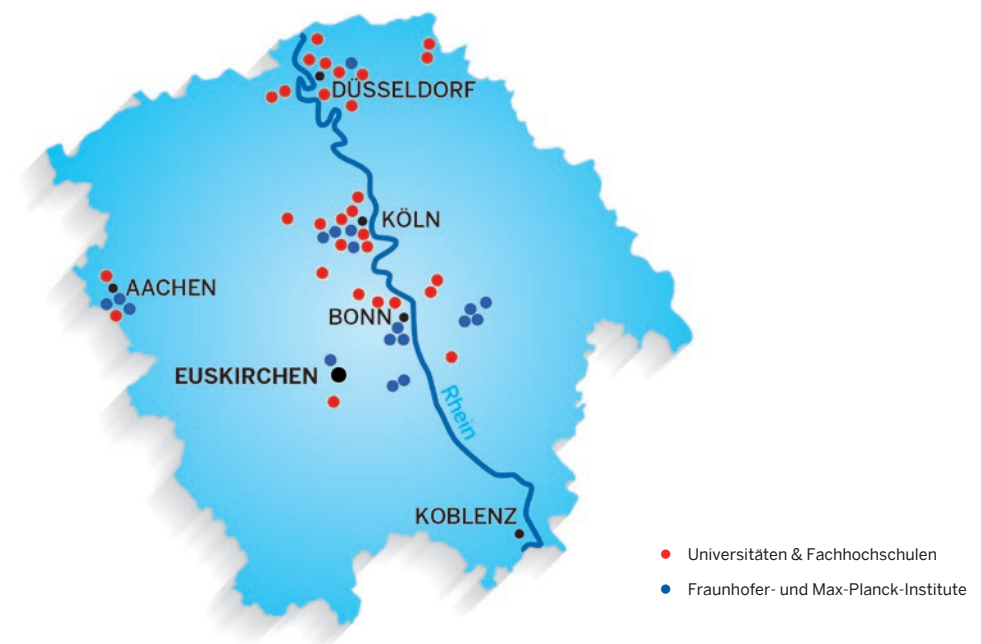 DÜSSELDORF
KÖLN
AACHEN
BONN
EUSKIRCHEN
Rhein
KOBLENZ
Universitäten & Fachhochschulen
Fraunhofer- und Max-Planck-Institute